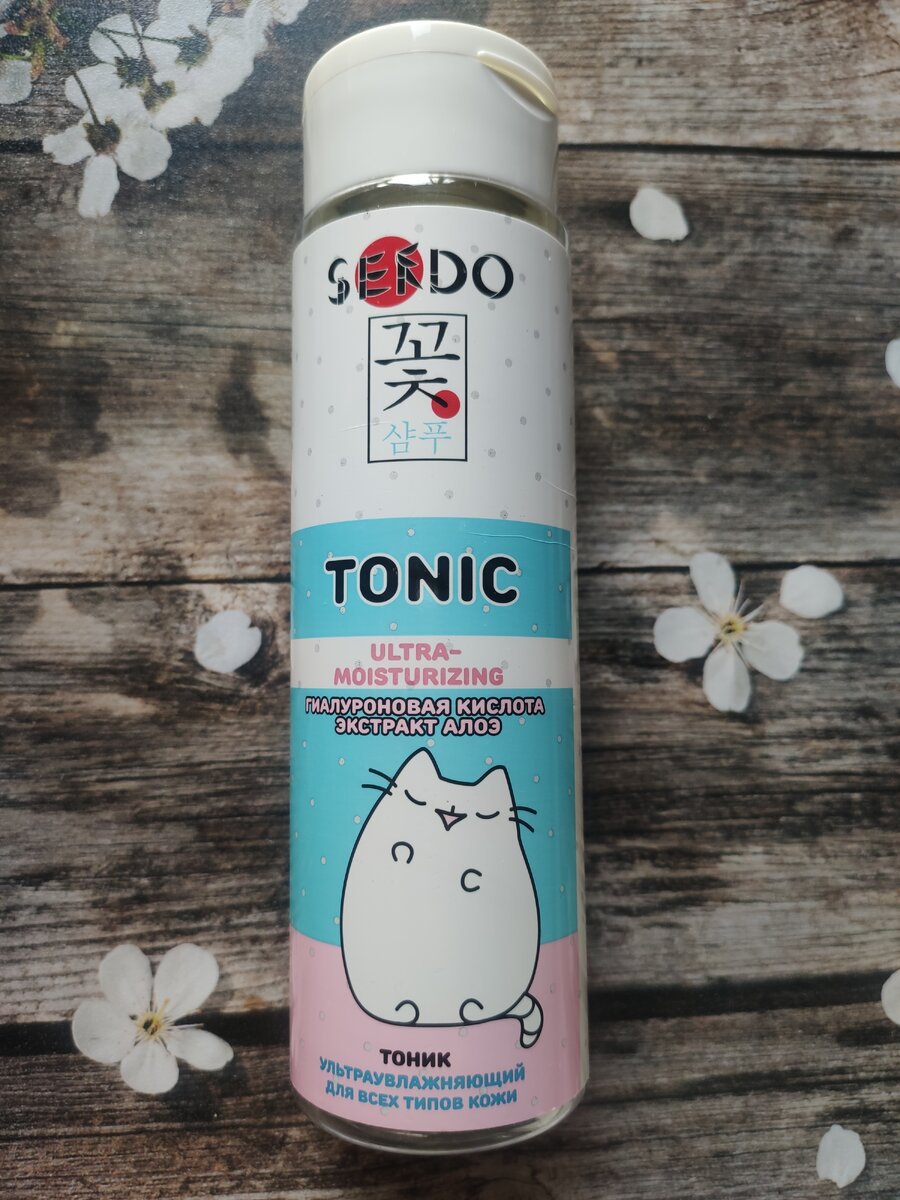 SENDO
꽃
샴푸
TONIC
ULTRA-
MOISTURIZING
ГИАЛУРОНОВАЯ КИСЛОТА
ЭКСТРАКТ АЛОЭ
ТОНИК
УЛЬТРАУВЛАЖНЯЮЩИЙ
ДЛЯ ВСЕХ ТИПОВ КОЖИ